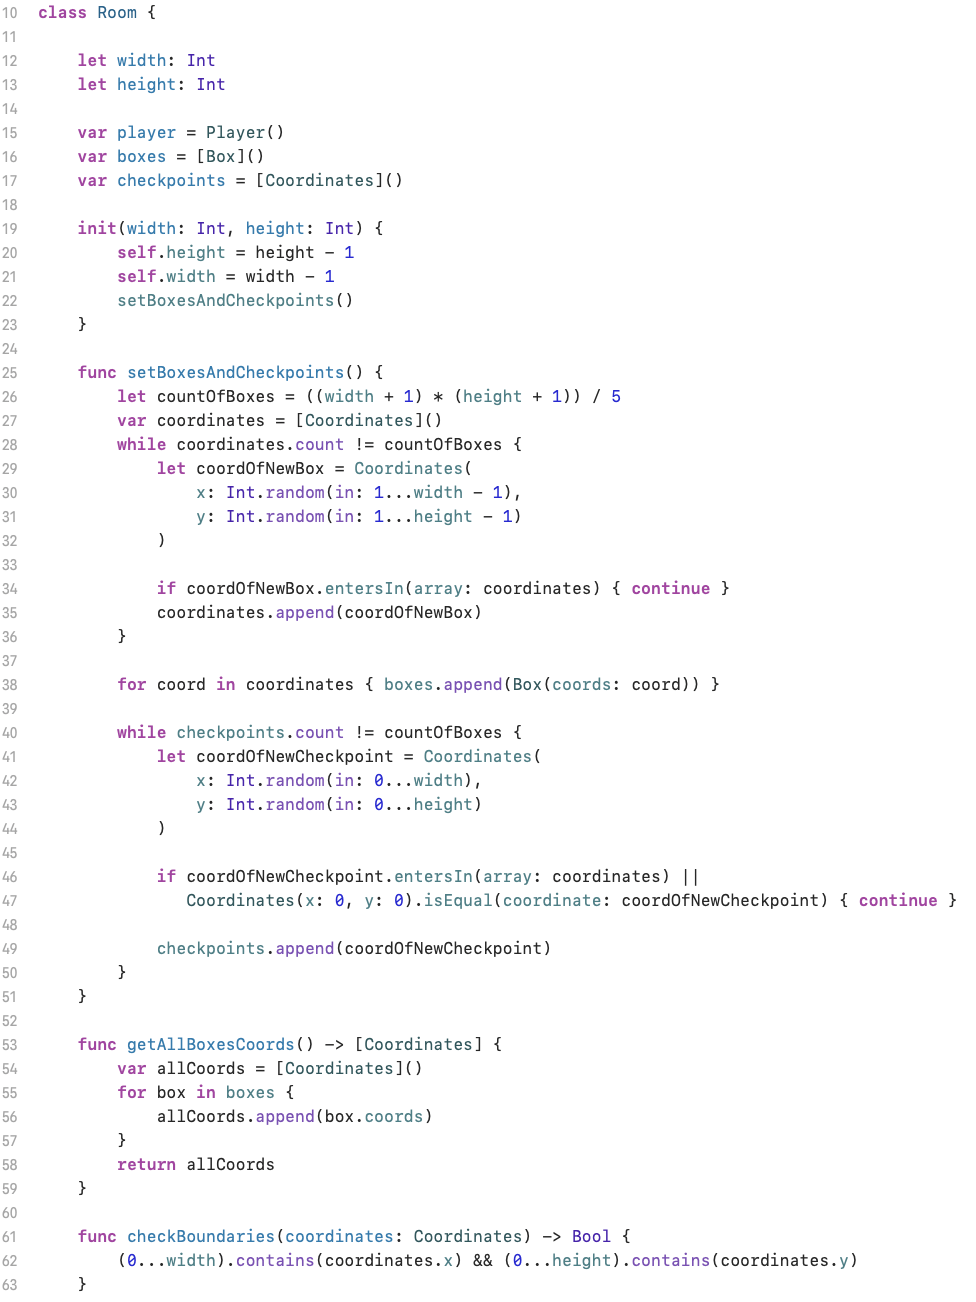 10 class Room {
11
12     let width: Int
13     let height: Int
14
15     var player = Player()
16     var boxes = [Box]()
17     var checkpoints = [Coordinates]()
18
19     init(width: Int, height: Int) {
20         self.height = height - 1
21         self.width = width - 1
22         setBoxesAndCheckpoints()
23     }
24
25     func setBoxesAndCheckpoints() {
26         let countOfBoxes = ((width + 1) * (height + 1)) / 5
27         var coordinates = [Coordinates]()
28         while coordinates.count != countOfBoxes {
29             let coordOfNewBox = Coordinates(
30                 x: Int.random(in: 1...width - 1),
31                 y: Int.random(in: 1...height - 1)
32             )
33
34             if coordOfNewBox.entersIn(array: coordinates) { continue }
35             coordinates.append(coordOfNewBox)
36         }
37
38         for coord in coordinates { boxes.append(Box(coords: coord)) }
39
40         while checkpoints.count != countOfBoxes {
41             let coordOfNewCheckpoint = Coordinates(
42                 x: Int.random(in: 0...width),
43                 y: Int.random(in: 0...height)
44             )
45
46             if coordOfNewCheckpoint.entersIn(array: coordinates) ||
47                Coordinates(x: 0, y: 0).isEqual(coordinate: coordOfNewCheckpoint) { continue }
48
49             checkpoints.append(coordOfNewCheckpoint)
50         }
51     }
52
53     func getAllBoxesCoords() -> [Coordinates] {
54         var allCoords = [Coordinates]()
55         for box in boxes {
56             allCoords.append(box.coords)
57         }
58         return allCoords
59     }
60
61     func checkBoundaries(coordinates: Coordinates) -> Bool {
62         (0...width).contains(coordinates.x) && (0...height).contains(coordinates.y)
63     }